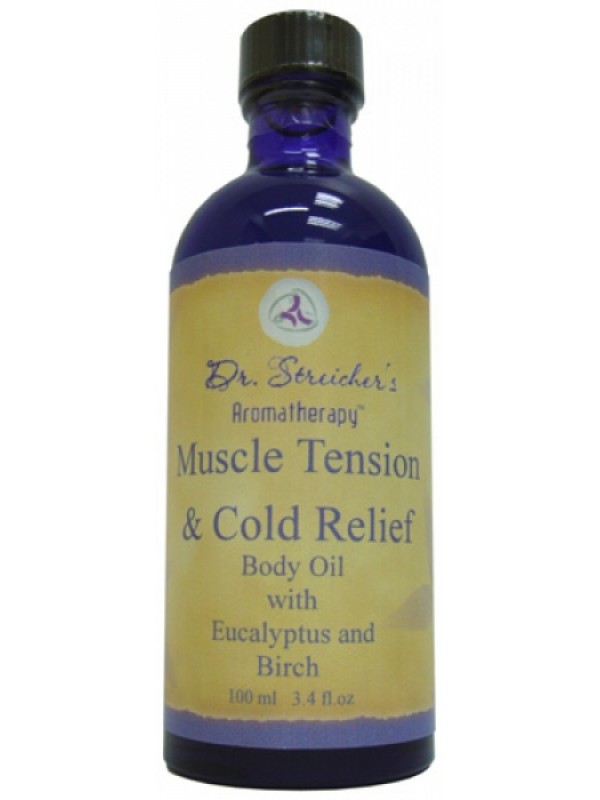 Dr. Streicher's
Aromatherapy™
Muscle Tension
& Cold Relief
Body Oil
with
Eucalyptus and
Birch
100 ml 3.4 fl.oz